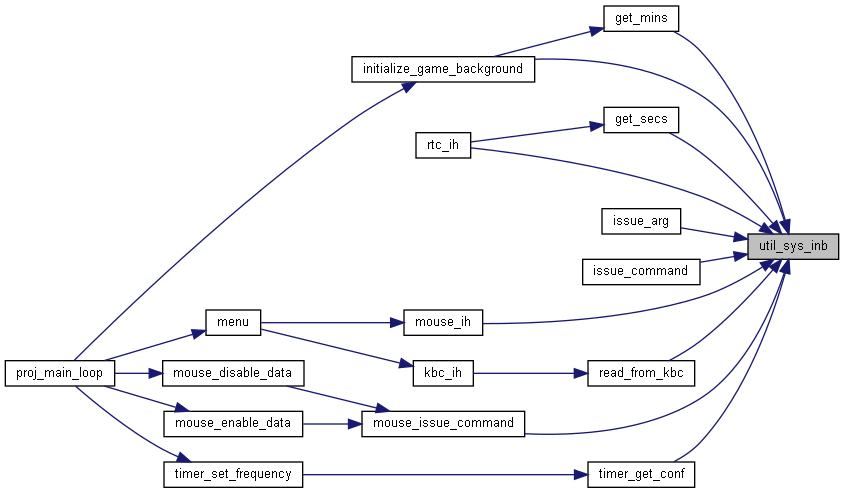 get_mins
initialize_game_background
get_secs
rtc_ih
issue_arg
util_sys_inb
issue_command
menu
mouse_ih
proj_main_loop
mouse_disable_data
kbc_ih
read_from_kbc
mouse_enable_data
mouse_issue_command
timer_set_frequency
timer_get_conf